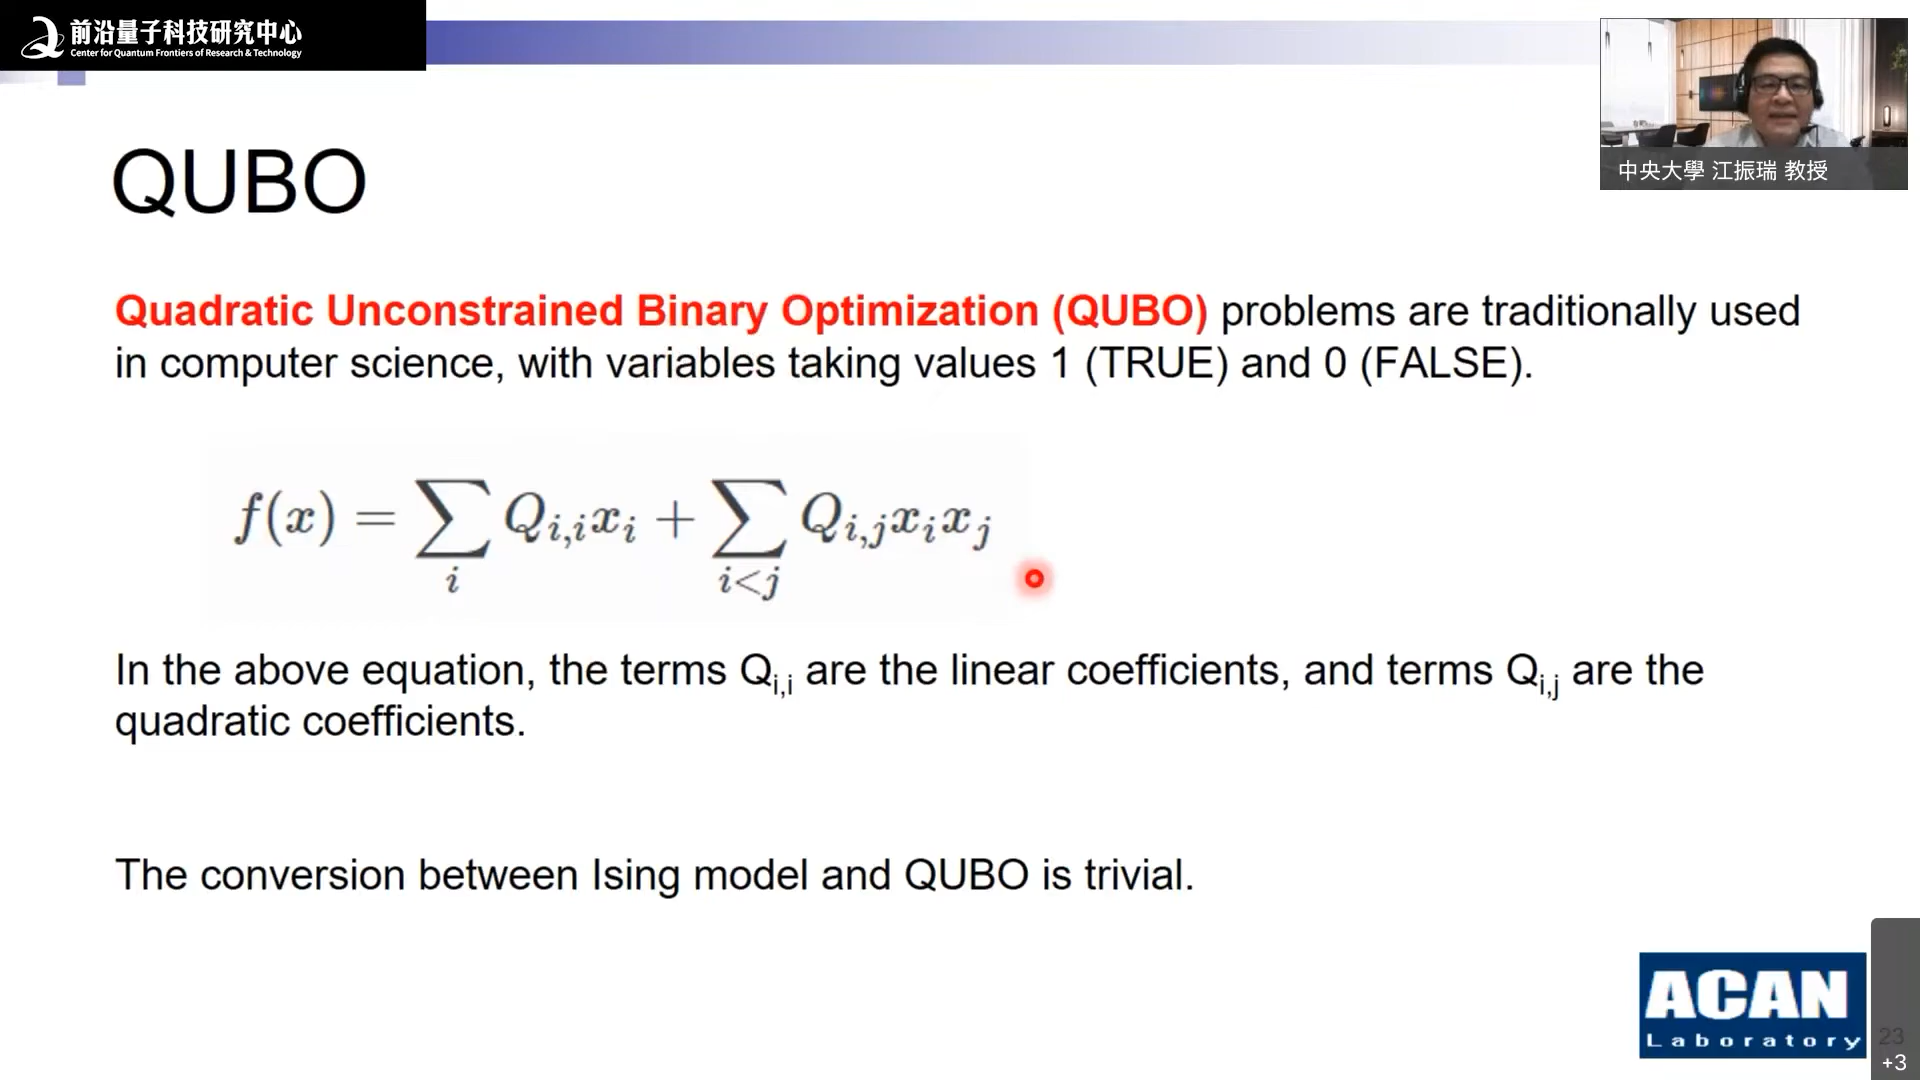 前沿量子科技研究中心
Center for Quantum Frontiers of Research & Technology
中央大學 江振瑞 教授
QUBO
Quadratic Unconstrained Binary Optimization (QUBO) problems are traditionally used
in computer science, with variables taking values 1 (TRUE) and 0 (FALSE).
f(x) = ∑_i Q_{i,i}x_i + ∑_{i<j} Q_{i,j}x_i x_j
In the above equation, the terms Q_{i,i} are the linear coefficients, and terms Q_{i,j} are the
quadratic coefficients.
The conversion between Ising model and QUBO is trivial.
ACAN
Laboratory
23
+3